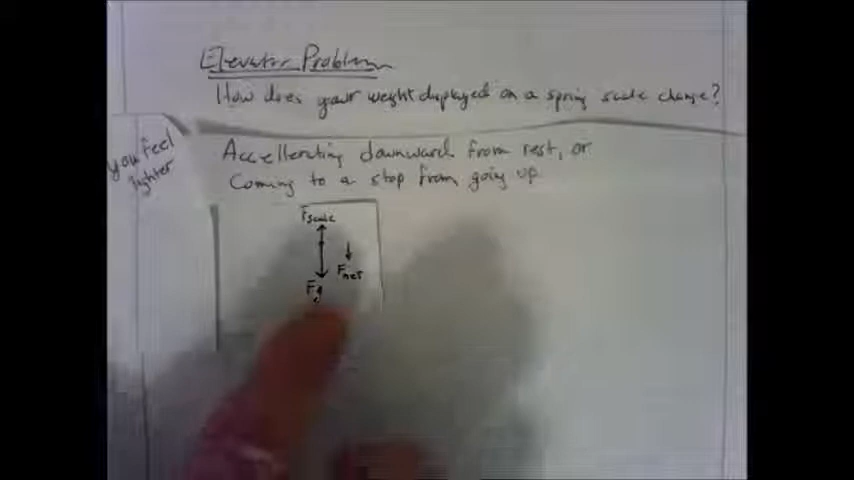 Elevator Problem
How does your weight displayed on a spring scale change?
you feel
lighter
Accellerating downward from rest, or
Coming to a stop from going up
Fscale
Fnet
Fg